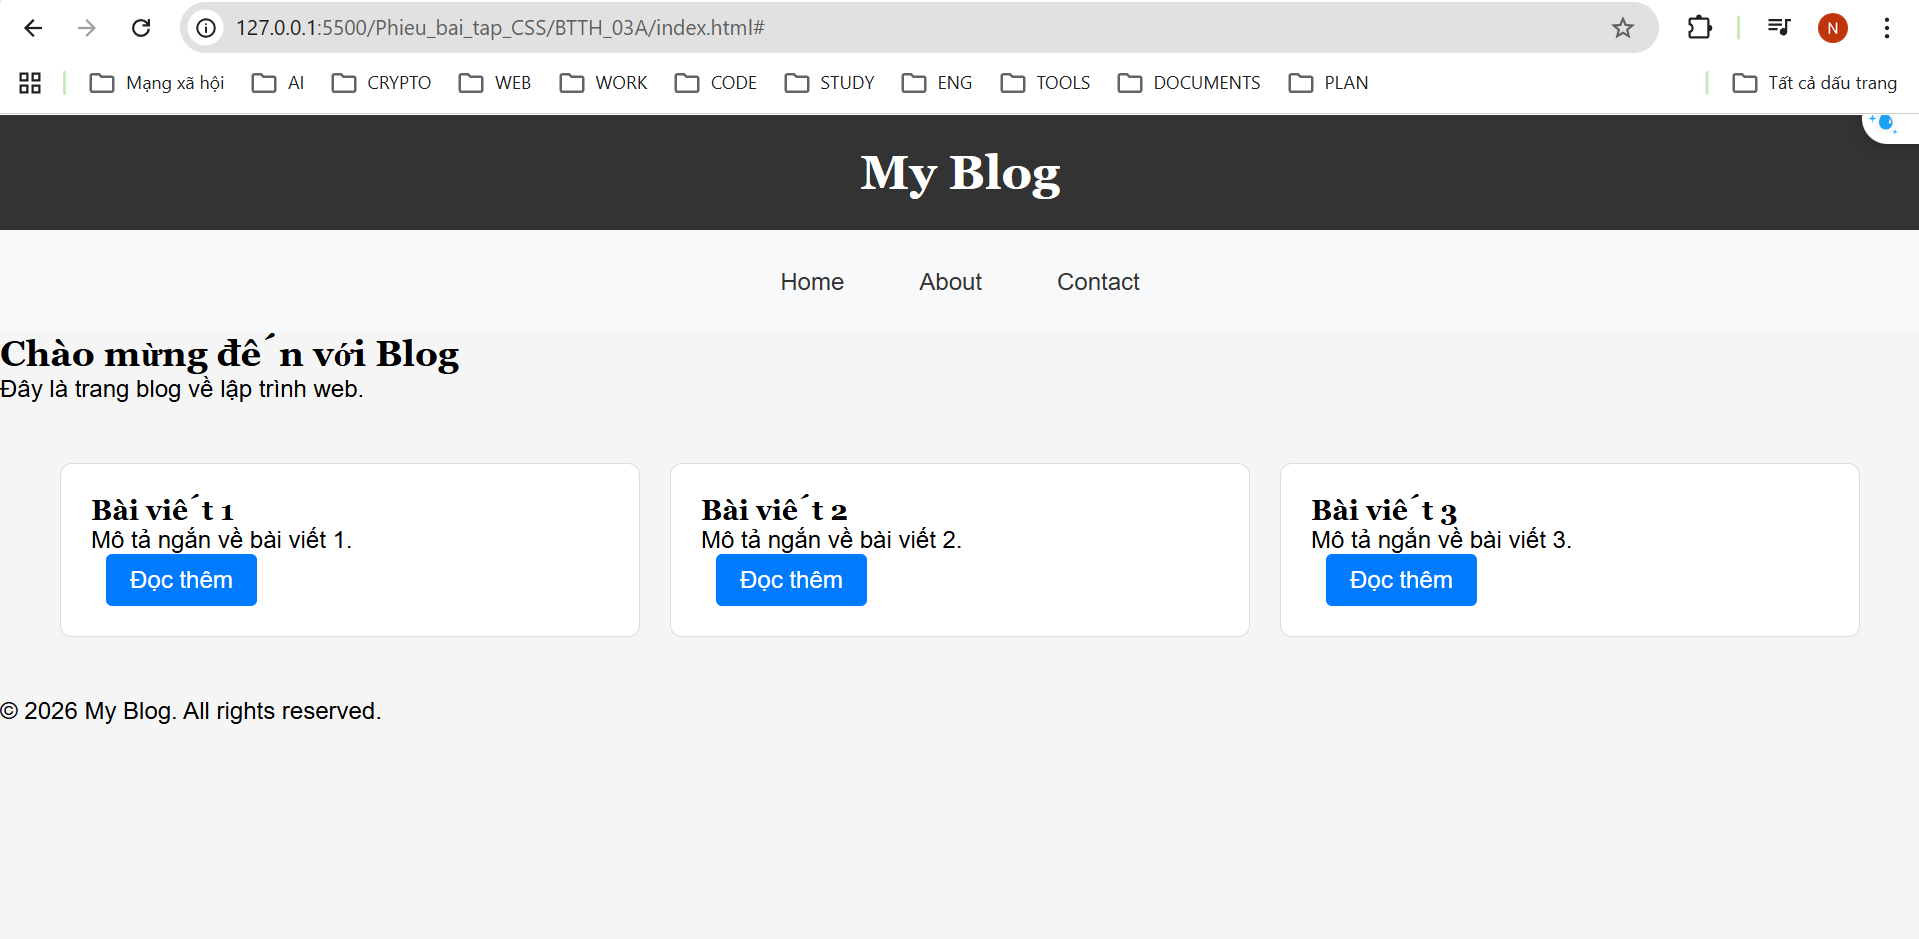 127.0.0.1:5500/Phieu_bai_tap_CSS/BTTH_03A/index.html#
N
Mạng xã hội AI CRYPTO WEB WORK CODE STUDY ENG TOOLS DOCUMENTS PLAN Tất cả dấu trang
My Blog
Home About Contact
Chào mừng đến với Blog
Đây là trang blog về lập trình web.
Bài viết 1
Mô tả ngắn về bài viết 1.
Đọc thêm
Bài viết 2
Mô tả ngắn về bài viết 2.
Đọc thêm
Bài viết 3
Mô tả ngắn về bài viết 3.
Đọc thêm
© 2026 My Blog. All rights reserved.